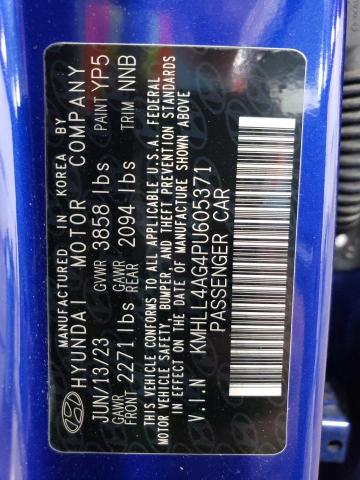 MANUFACTURED IN KOREA BY
HYUNDAI MOTOR COMPANY
JUN/13/23 GVWR 3858 lbs PAINT YP5
GAWR FRONT 2271 lbs GAWR REAR 2094 lbs TRIM NNB
THIS VEHICLE CONFORMS TO ALL APPLICABLE U.S.A. FEDERAL
MOTOR VEHICLE SAFETY, BUMPER, AND THEFT PREVENTION STANDARDS
IN EFFECT ON THE DATE OF MANUFACTURE SHOWN ABOVE
V.I.N KMHLL4AG4PU605371
PASSENGER CAR